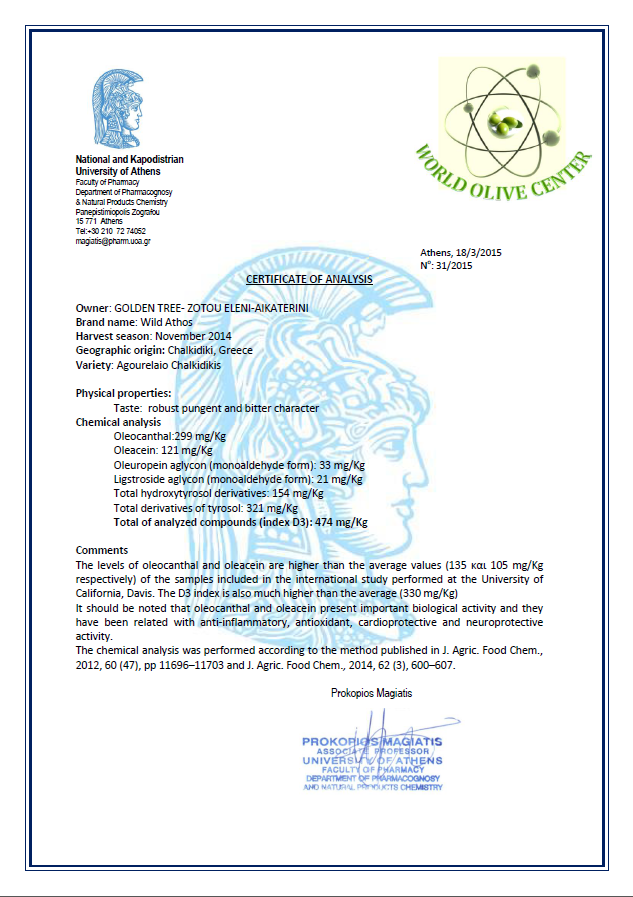 WORLD OLIVE CENTER
National and Kapodistrian
University of Athens
Faculty of Pharmacy
Department of Pharmacognosy
& Natural Products Chemistry
Panepistimiopolis Zografou
15 771  Athens
Tel:+30 210  72 74052
magiatis@pharm.uoa.gr
Athens, 18/3/2015
N°: 31/2015
CERTIFICATE OF ANALYSIS
Owner: GOLDEN TREE- ZOTOU ELENI-AIKATERINI
Brand name: Wild Athos
Harvest season: November 2014
Geographic origin: Chalkidiki, Greece
Variety: Agourelaio Chalkidikis
Physical properties:
Taste:  robust pungent and bitter character
Chemical analysis
Oleocanthal:299 mg/Kg
Oleacein: 121 mg/Kg
Oleuropein aglycon (monoaldehyde form): 33 mg/Kg
Ligstroside aglycon (monoaldehyde form): 21 mg/Kg
Total hydroxytyrosol derivatives: 154 mg/Kg
Total derivatives of tyrosol: 321 mg/Kg
Total of analyzed compounds (index D3): 474 mg/Kg
Comments
The levels of oleocanthal and oleacein are higher than the average values (135 και 105 mg/Kg
respectively) of the samples included in the international study performed at the University of
California, Davis. The D3 index is also much higher than the average (330 mg/Kg)
It should be noted that oleocanthal and oleacein present important biological activity and they
have been related with anti-inflammatory, antioxidant, cardioprotective and neuroprotective
activity.
The chemical analysis was performed according to the method published in J. Agric. Food Chem.,
2012, 60 (47), pp 11696–11703 and J. Agric. Food Chem., 2014, 62 (3), 600–607.
Prokopios Magiatis
PROKOPIOS MAGIATIS
ASSOCIATE PROFESSOR
UNIVERSITY OF ATHENS
FACULTY OF PHARMACY
DEPARTMENT OF PHARMACOGNOSY
AND NATURAL PRODUCTS CHEMISTRY